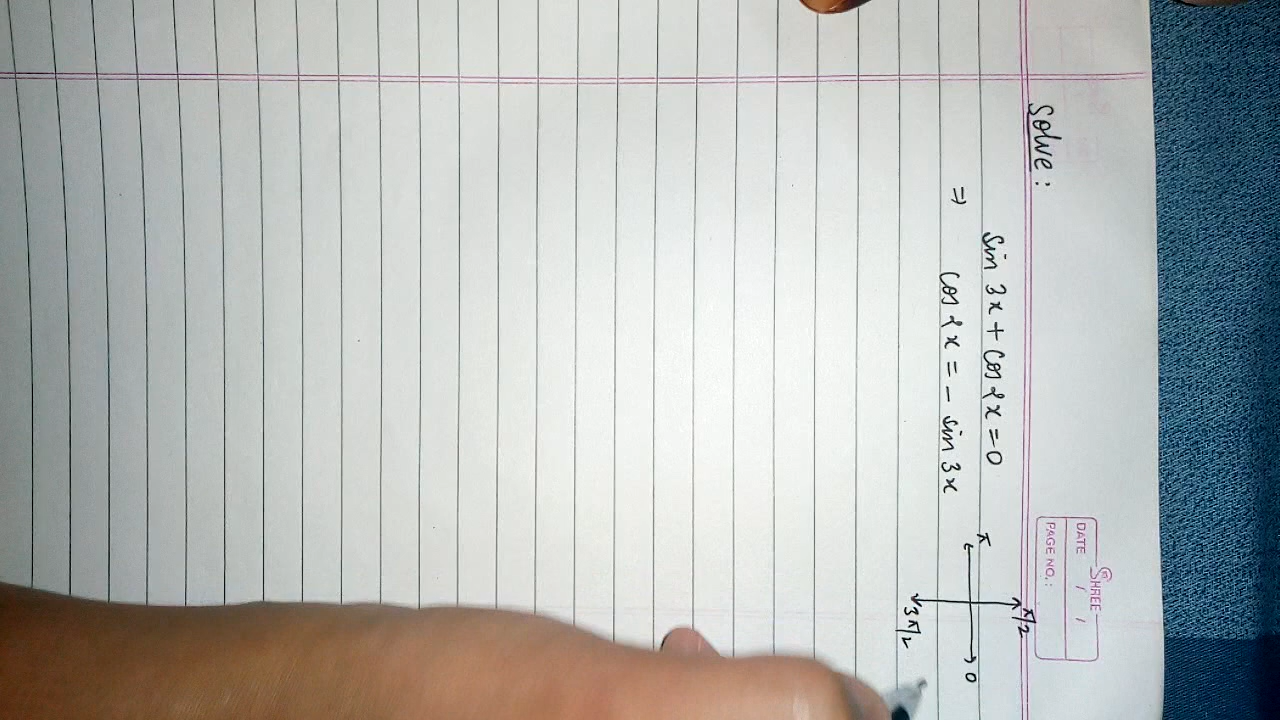 SHREE
DATE / /
PAGE NO.:
Solve:
sin 3x + cos 2x = 0
⇒ cos 2x = - sin 3x
π/2
π
0
3π/2